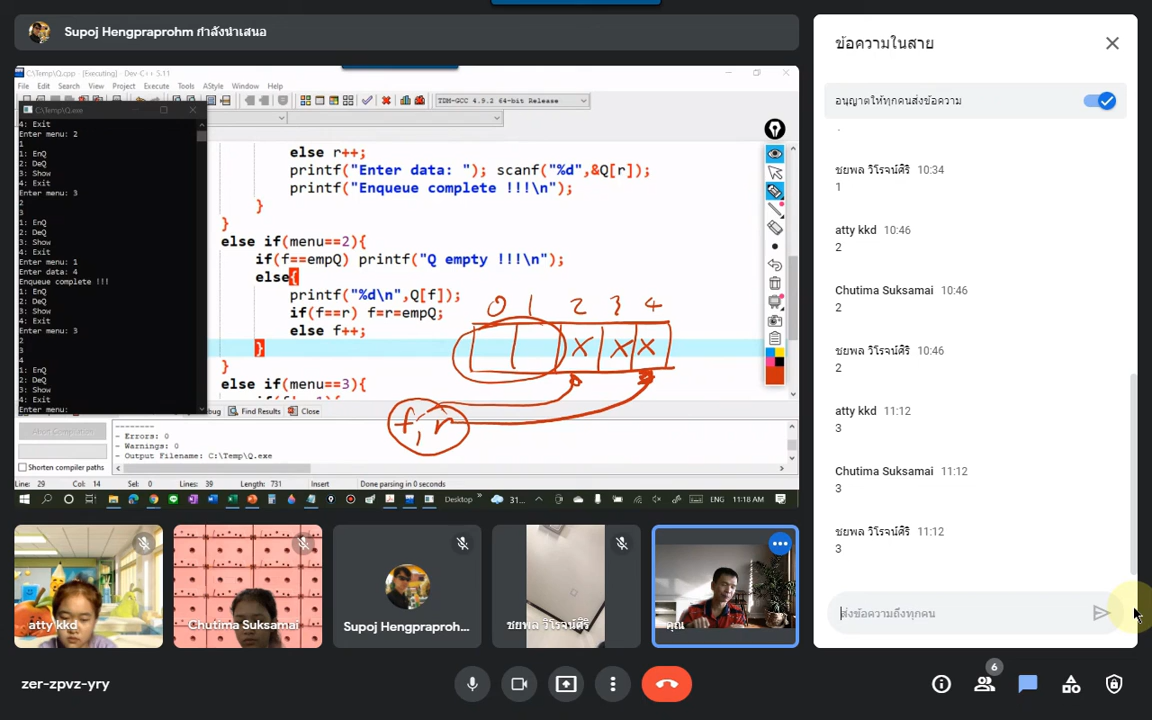 Supoj Hengpraprohm กำลังนำเสนอ
C:\Temp\Q.cpp - [Executing] - Dev C++ 5.11
File Edit Search View Project Execute Tools AStyle Window Help
TDM-GCC 4.9.2 64-bit Release
C:\Temp\Q.exe
4: Exit
Enter menu: 2
1
1: EnQ
2: DeQ
3: Show
4: Exit
Enter menu: 3
2
3
1: EnQ
2: DeQ
3: Show
4: Exit
Enter menu: 1
Enter data: 4
Enqueue complete !!!
1: EnQ
2: DeQ
3: Show
4: Exit
Enter menu: 3
2
3
4
1: EnQ
2: DeQ
3: Show
4: Exit
Enter menu:
else r++;
printf("Enter data: "); scanf("%d",&Q[r]);
printf("Enqueue complete !!!\n");
}
}
else if(menu==2){
if(f==empQ) printf("Q empty !!!\n");
else{
printf("%d\n",Q[f]);
if(f==r) f=r=empQ;
else f++;
}
}
else if(menu==3){
0 1 2 3 4
X X X
f, r
bug Find Results Close
Abort Compilation
Shorten compiler paths
--------
- Errors: 0
- Warnings: 0
- Output Filename: C:\Temp\Q.exe
Line: 29 Col: 14 Sel: 0 Lines: 39 Length: 731 Insert Done parsing in 0 seconds
Desktop 31... ENG 11:18 AM
atty kkd
Chutima Suksamai
Supoj Hengpraproh...
ชยพล วิโรจน์ศิริ
คุณ
zer-zpvz-yry
6
ข้อความในสาย
อนุญาตให้ทุกคนส่งข้อความ
ชยพล วิโรจน์ศิริ 10:34
1
atty kkd 10:46
2
Chutima Suksamai 10:46
2
ชยพล วิโรจน์ศิริ 10:46
2
atty kkd 11:12
3
Chutima Suksamai 11:12
3
ชยพล วิโรจน์ศิริ 11:12
3
ส่งข้อความถึงทุกคน